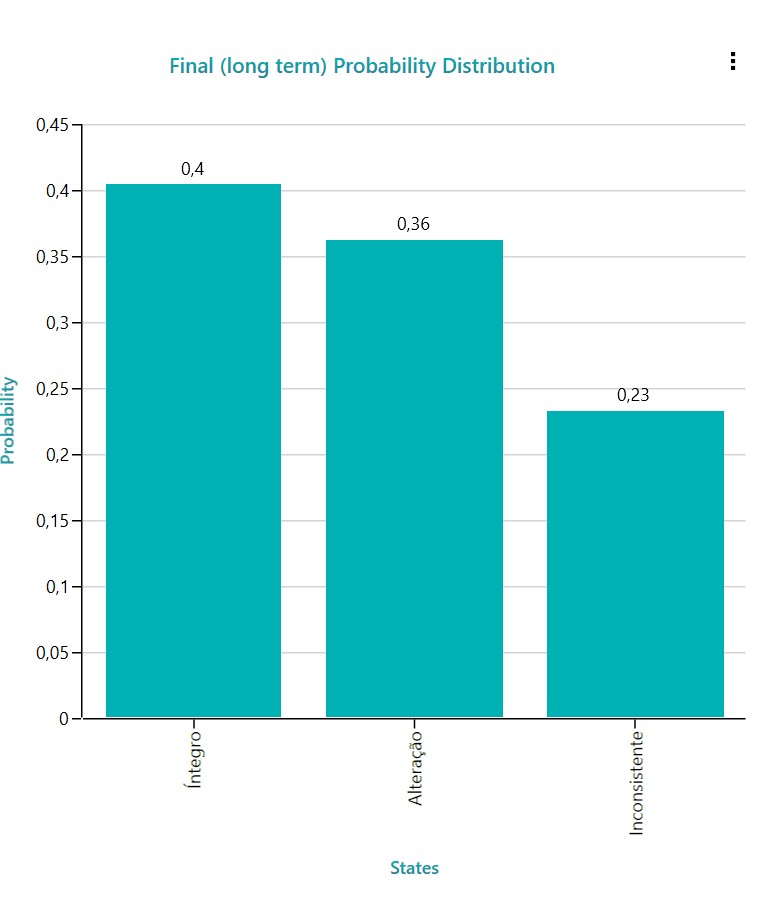 Final (long term) Probability Distribution
0,45
0,4
0,35
0,3
0,25
0,2
0,15
0,1
0,05
0
Probability
0,4
0,36
0,23
Íntegro
Alteração
Inconsistente
States